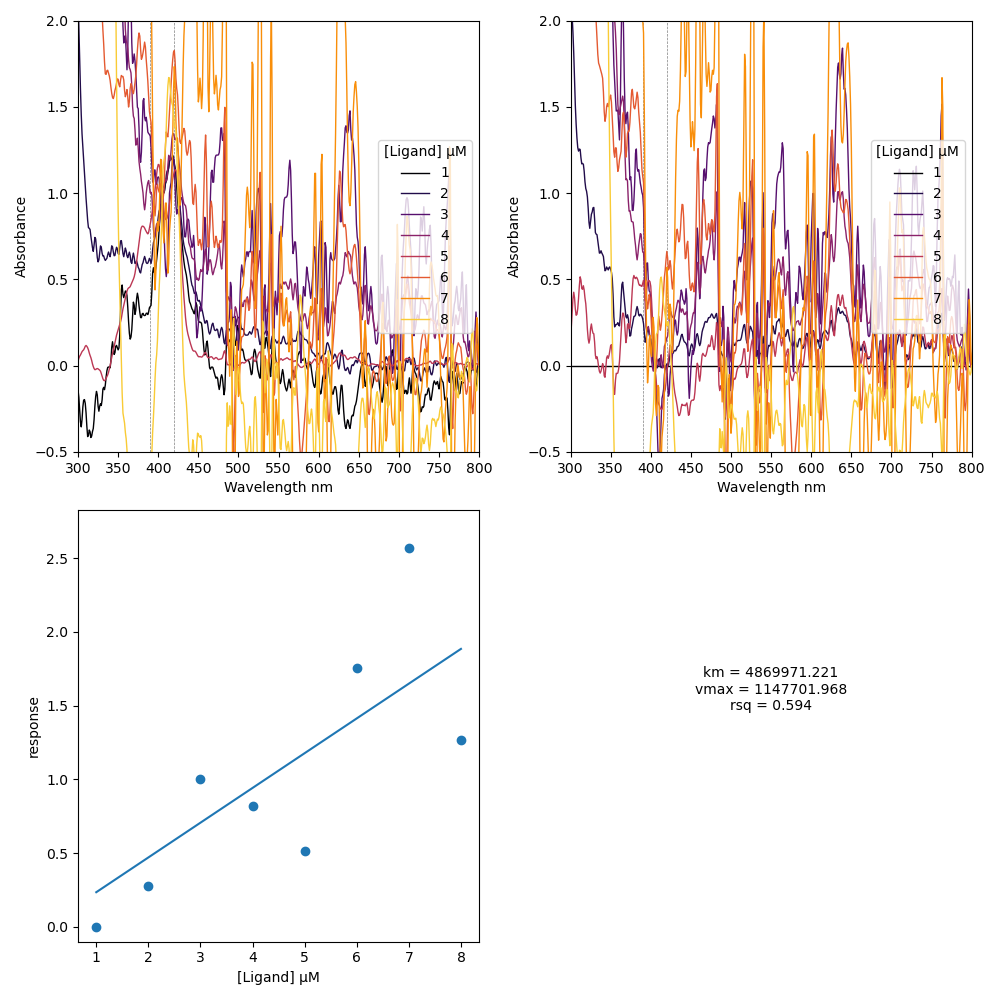 2.0
1.5
1.0
0.5
0.0
−0.5
Absorbance
300 350 400 450 500 550 600 650 700 750 800
Wavelength nm
[Ligand] μM
1
2
3
4
5
6
7
8
2.0
1.5
1.0
0.5
0.0
−0.5
Absorbance
300 350 400 450 500 550 600 650 700 750 800
Wavelength nm
[Ligand] μM
1
2
3
4
5
6
7
8
2.5
2.0
1.5
1.0
0.5
0.0
response
1 2 3 4 5 6 7 8
[Ligand] μM
km = 4869971.221
vmax = 1147701.968
rsq = 0.594